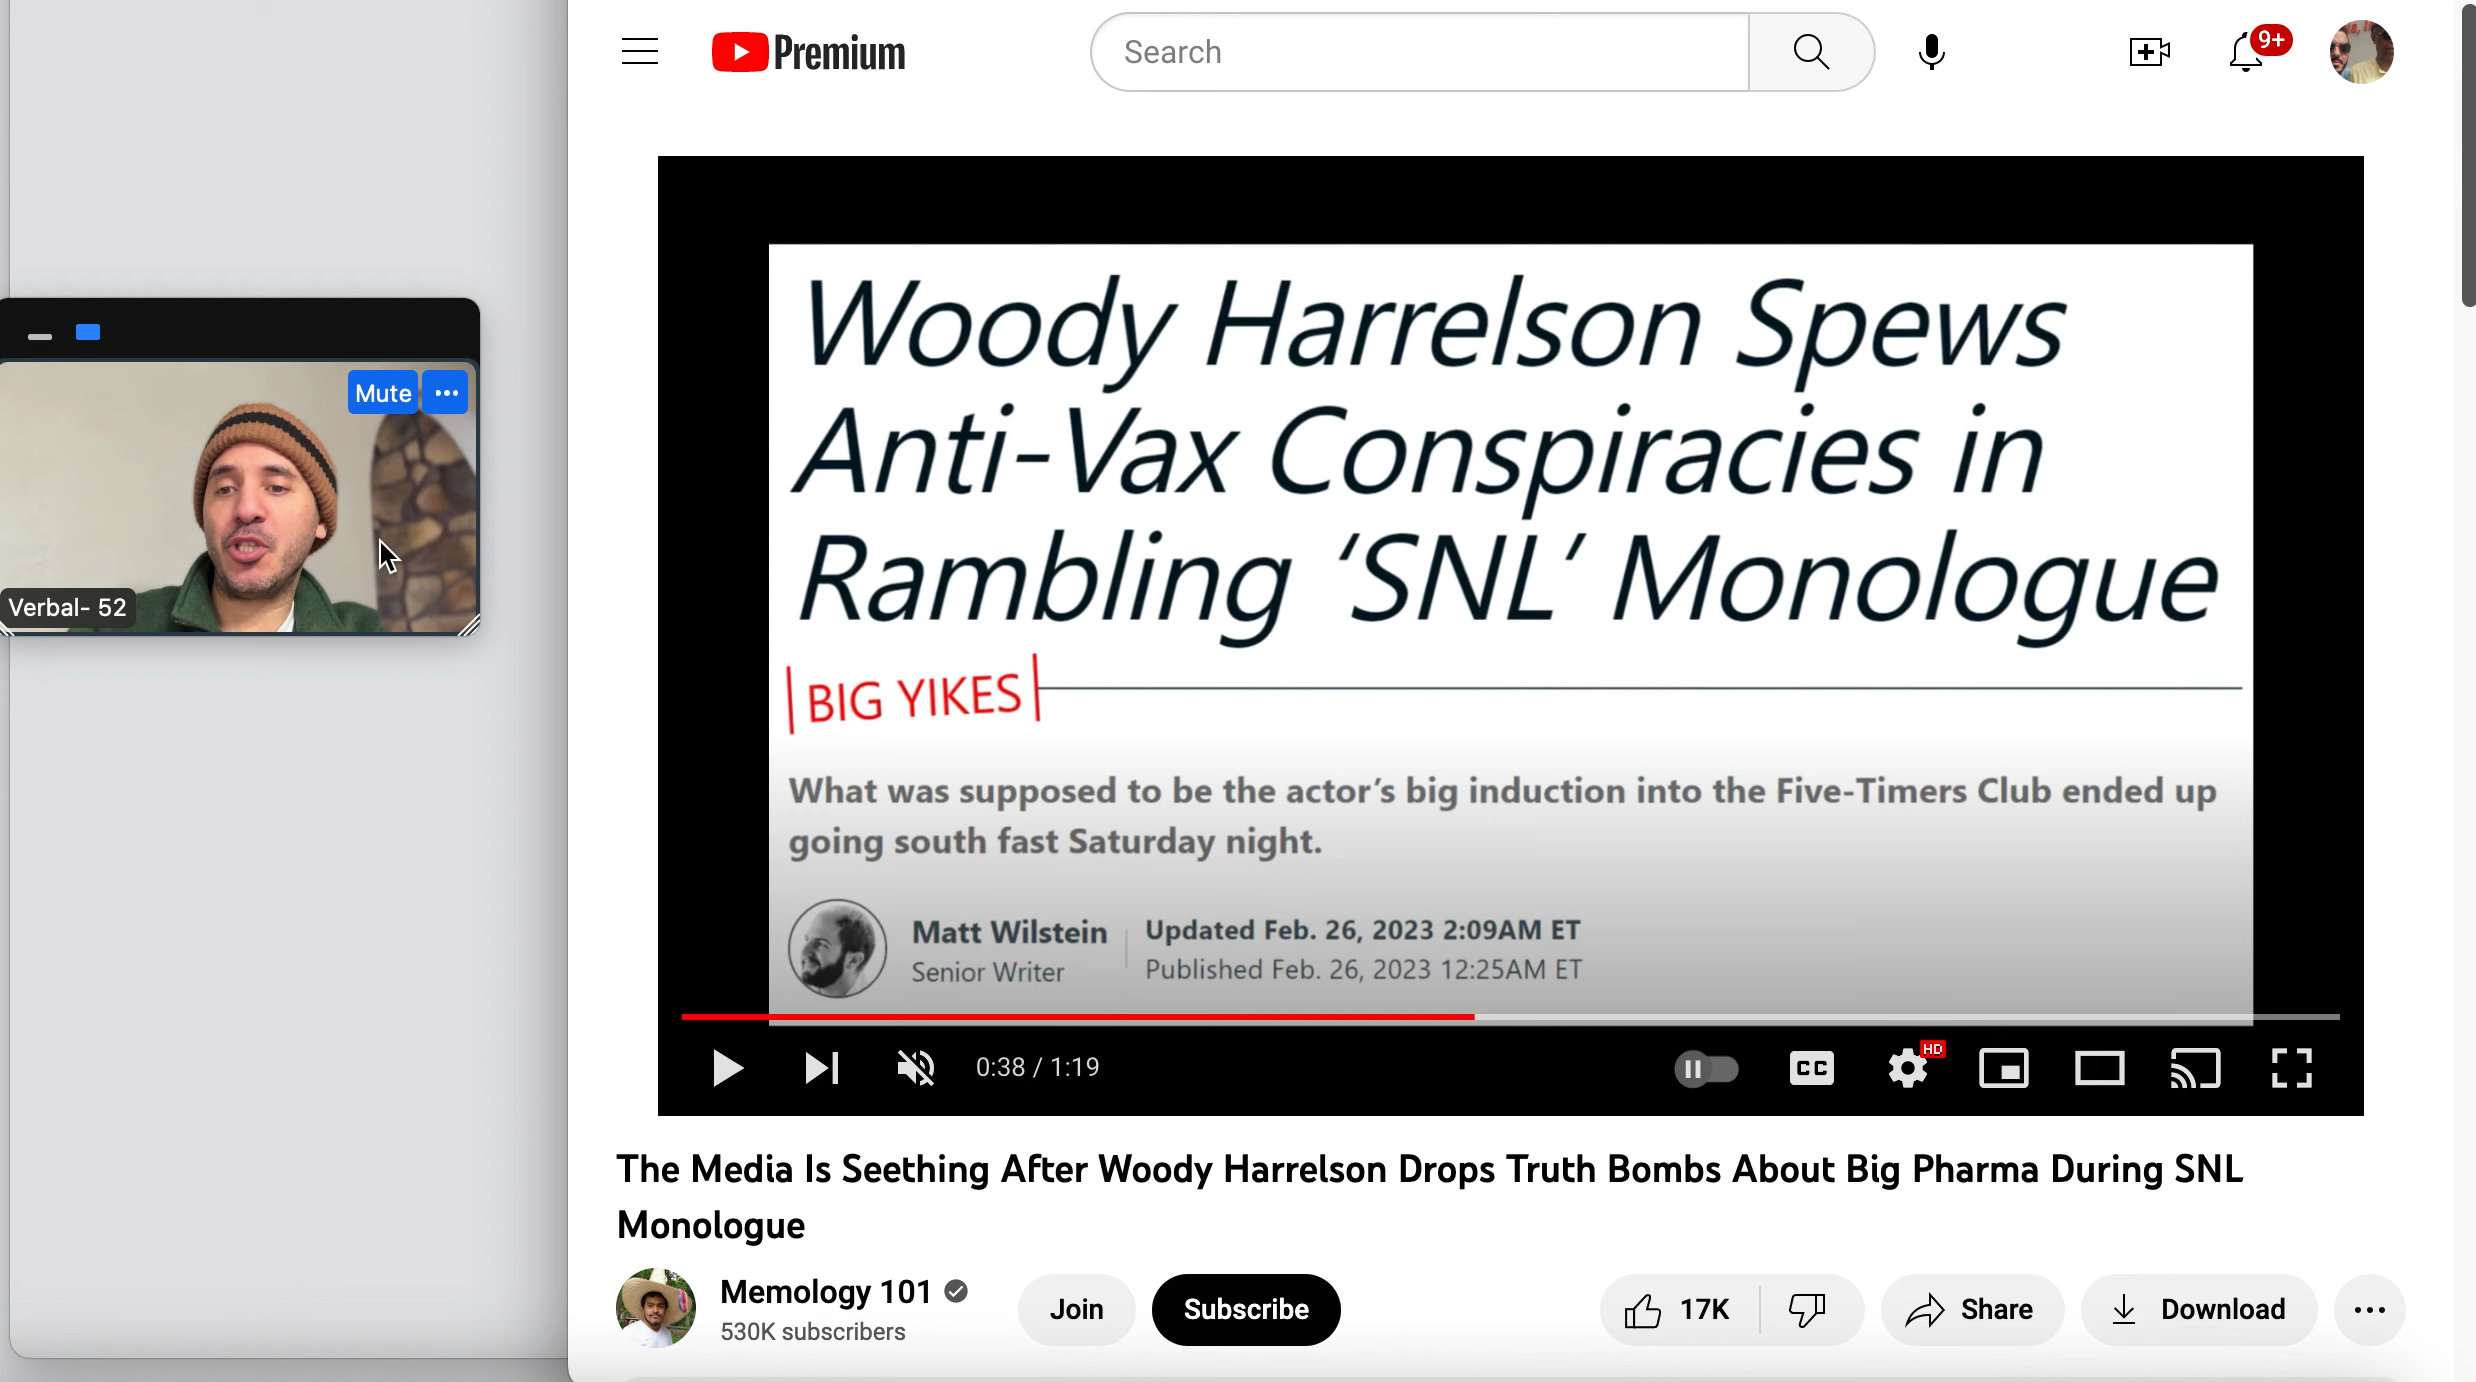 Premium
Search
9+
Mute
Verbal- 52
Woody Harrelson Spews
Anti-Vax Conspiracies in
Rambling ‘SNL’ Monologue
BIG YIKES
What was supposed to be the actor’s big induction into the Five-Timers Club ended up
going south fast Saturday night.
Matt Wilstein
Senior Writer
Updated Feb. 26, 2023 2:09AM ET
Published Feb. 26, 2023 12:25AM ET
0:38 / 1:19
CC
HD
The Media Is Seething After Woody Harrelson Drops Truth Bombs About Big Pharma During SNL
Monologue
Memology 101
530K subscribers
Join
Subscribe
17K
Share
Download